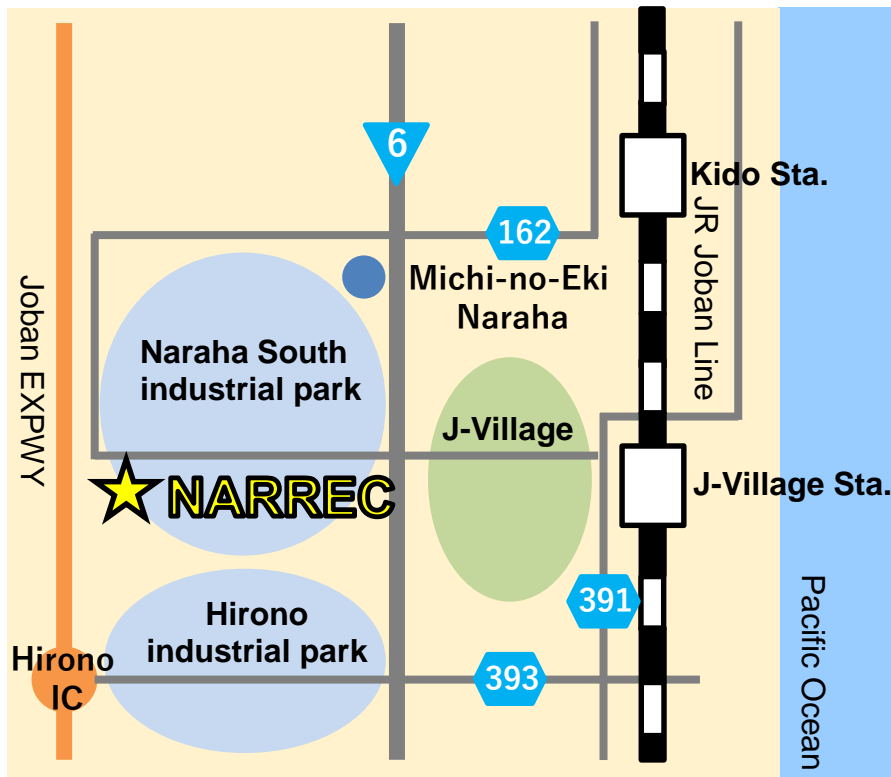 6
Kido Sta.
162
JR Joban Line
Michi-no-Eki
Naraha
Joban EXPWY
Naraha South
industrial park
J-Village
NARREC
J-Village Sta.
Hirono
industrial park
391
Pacific Ocean
Hirono
IC
393